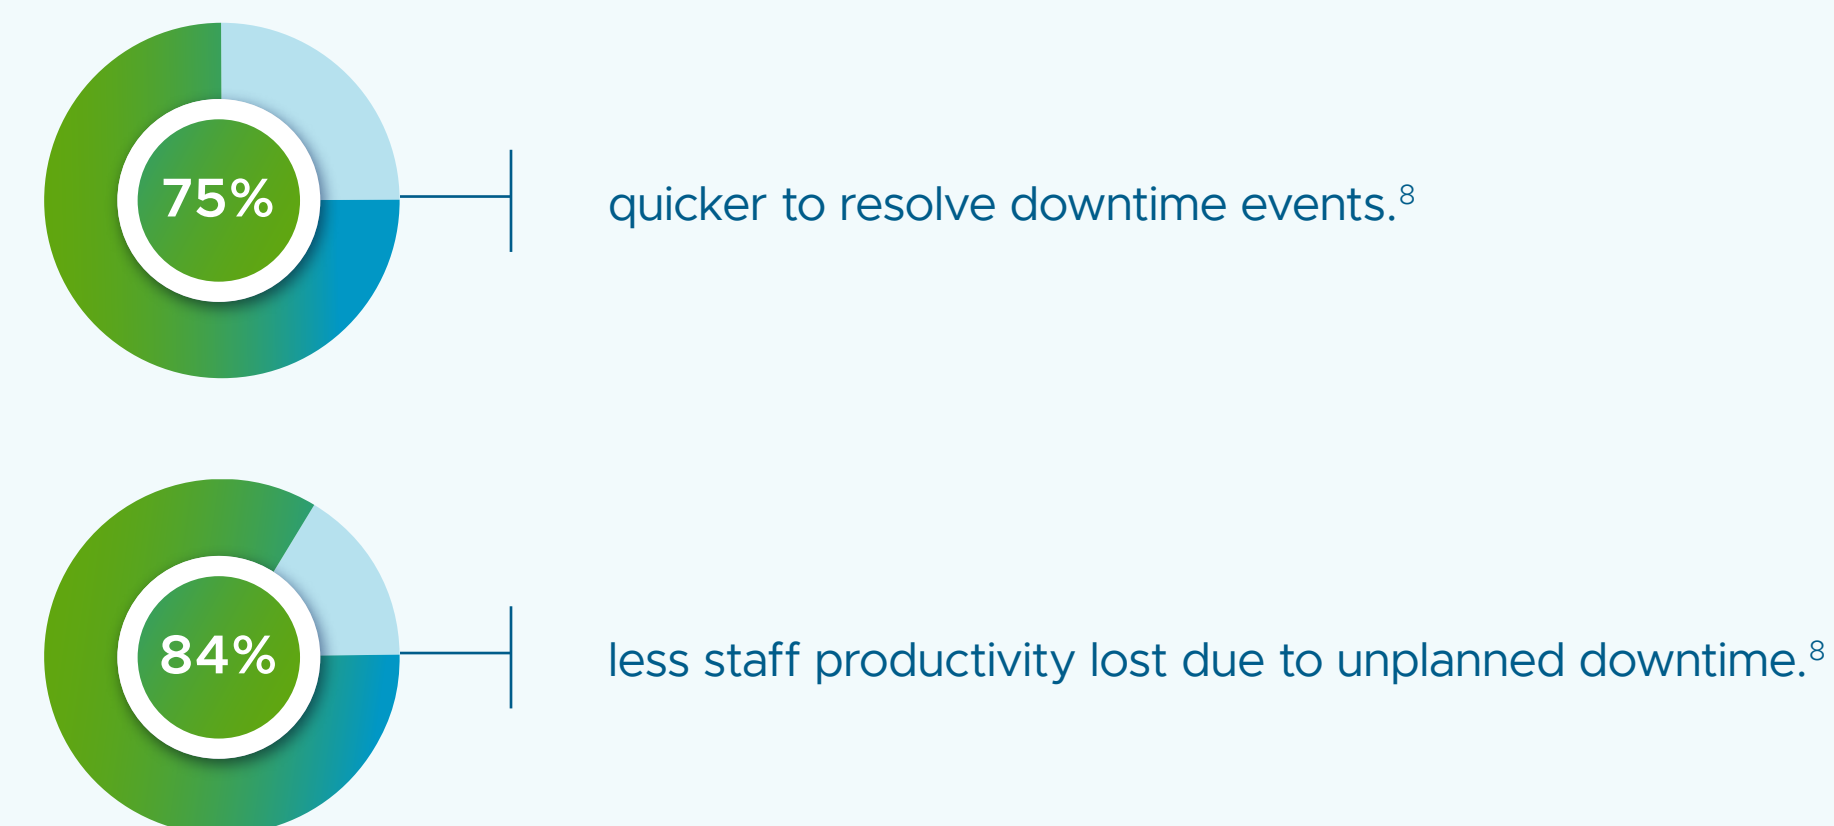 75%
quicker to resolve downtime events.⁸
84%
less staff productivity lost due to unplanned downtime.⁸